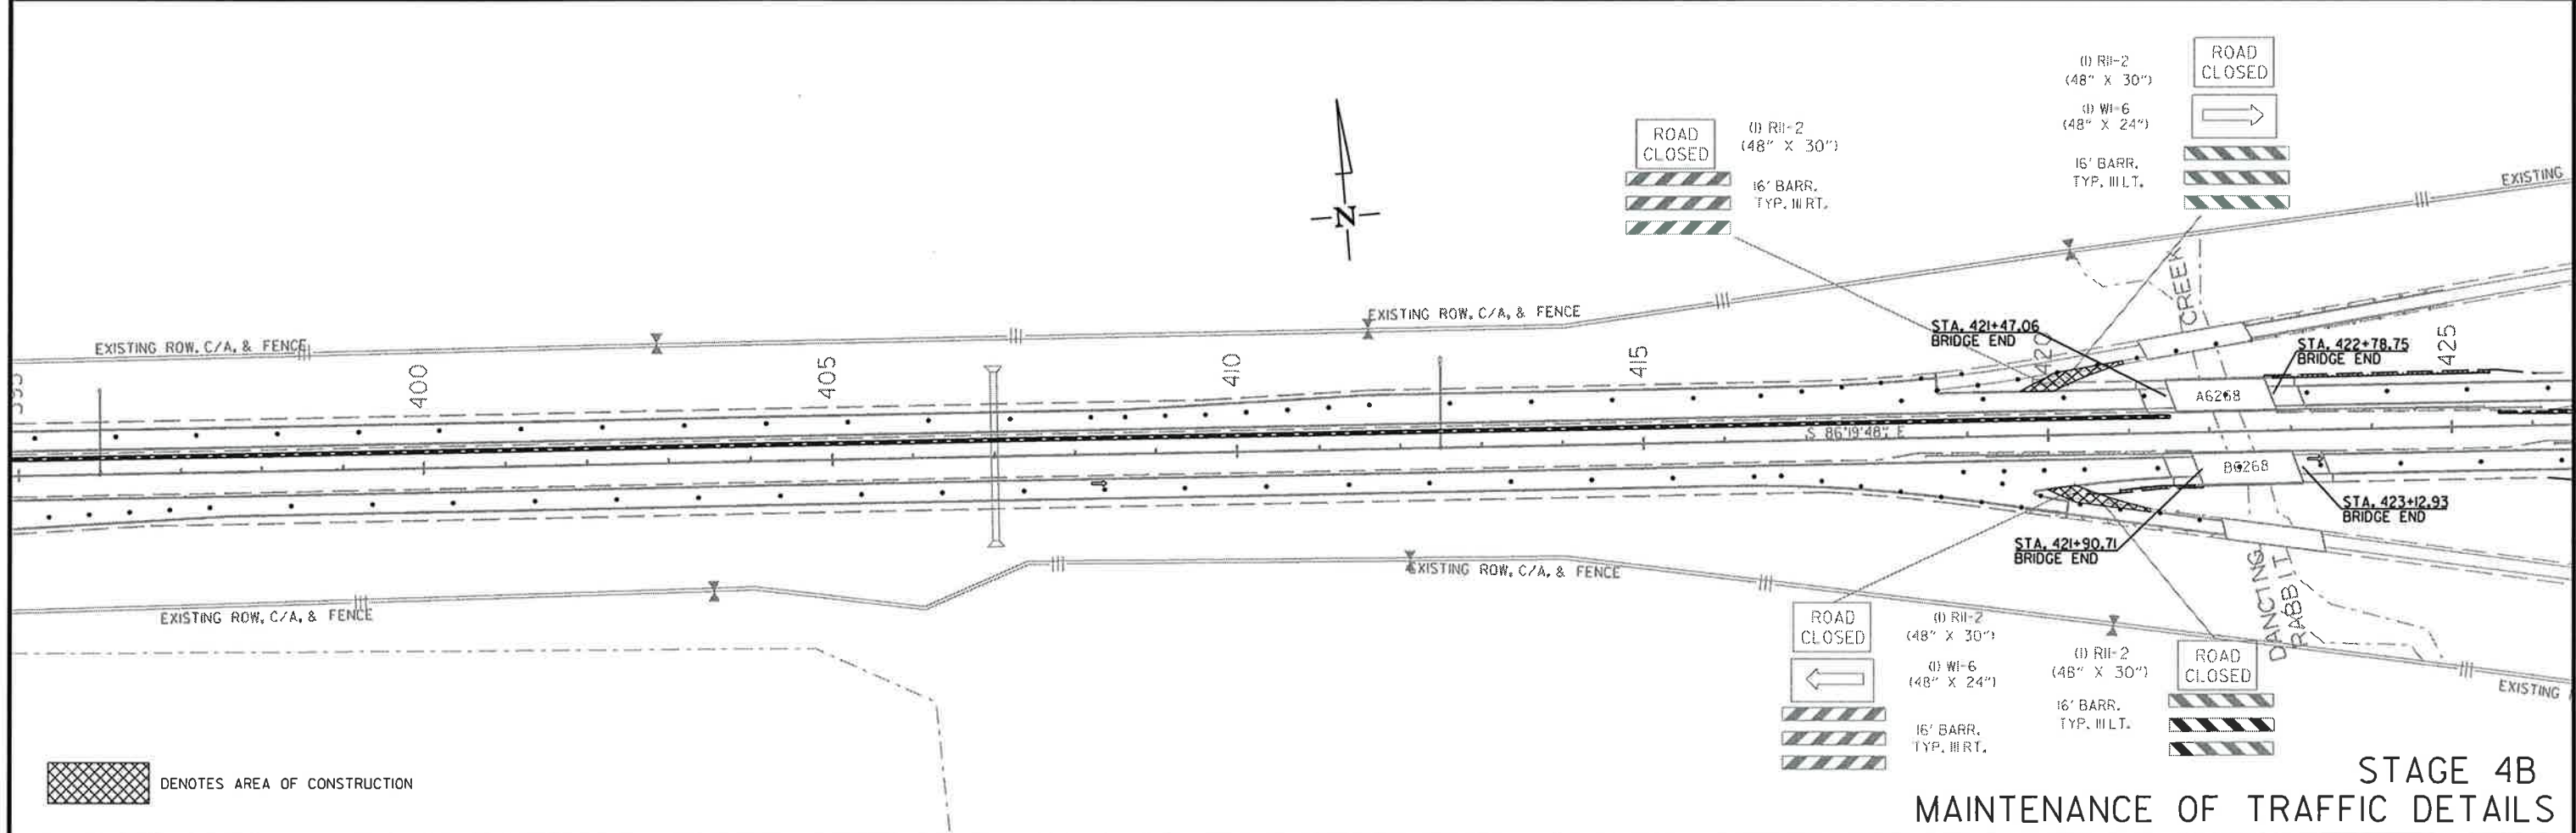 (1) R11-2
(48" X 30")
ROAD
CLOSED
(1) W1-6
(48" X 24")
16' BARR.
TYP. III LT.
ROAD
CLOSED
(1) R11-2
(48" X 30")
16' BARR.
TYP. III RT.
N
EXISTING
CREEK
EXISTING ROW, C/A, & FENCE
EXISTING ROW, C/A, & FENCE
STA. 421+47.06
BRIDGE END
STA. 422+78.75
BRIDGE END
395
400
405
410
415
420
425
A6268
S 86°19'48" E
B6268
STA. 423+12.93
BRIDGE END
STA. 421+90.71
BRIDGE END
EXISTING ROW, C/A, & FENCE
EXISTING ROW, C/A, & FENCE
DANCING
RABBIT
ROAD
CLOSED
(1) R11-2
(48" X 30")
(1) W1-6
(48" X 24")
16' BARR.
TYP. III RT.
(1) R11-2
(48" X 30")
ROAD
CLOSED
16' BARR.
TYP. III LT.
EXISTING
DENOTES AREA OF CONSTRUCTION
STAGE 4B
MAINTENANCE OF TRAFFIC DETAILS